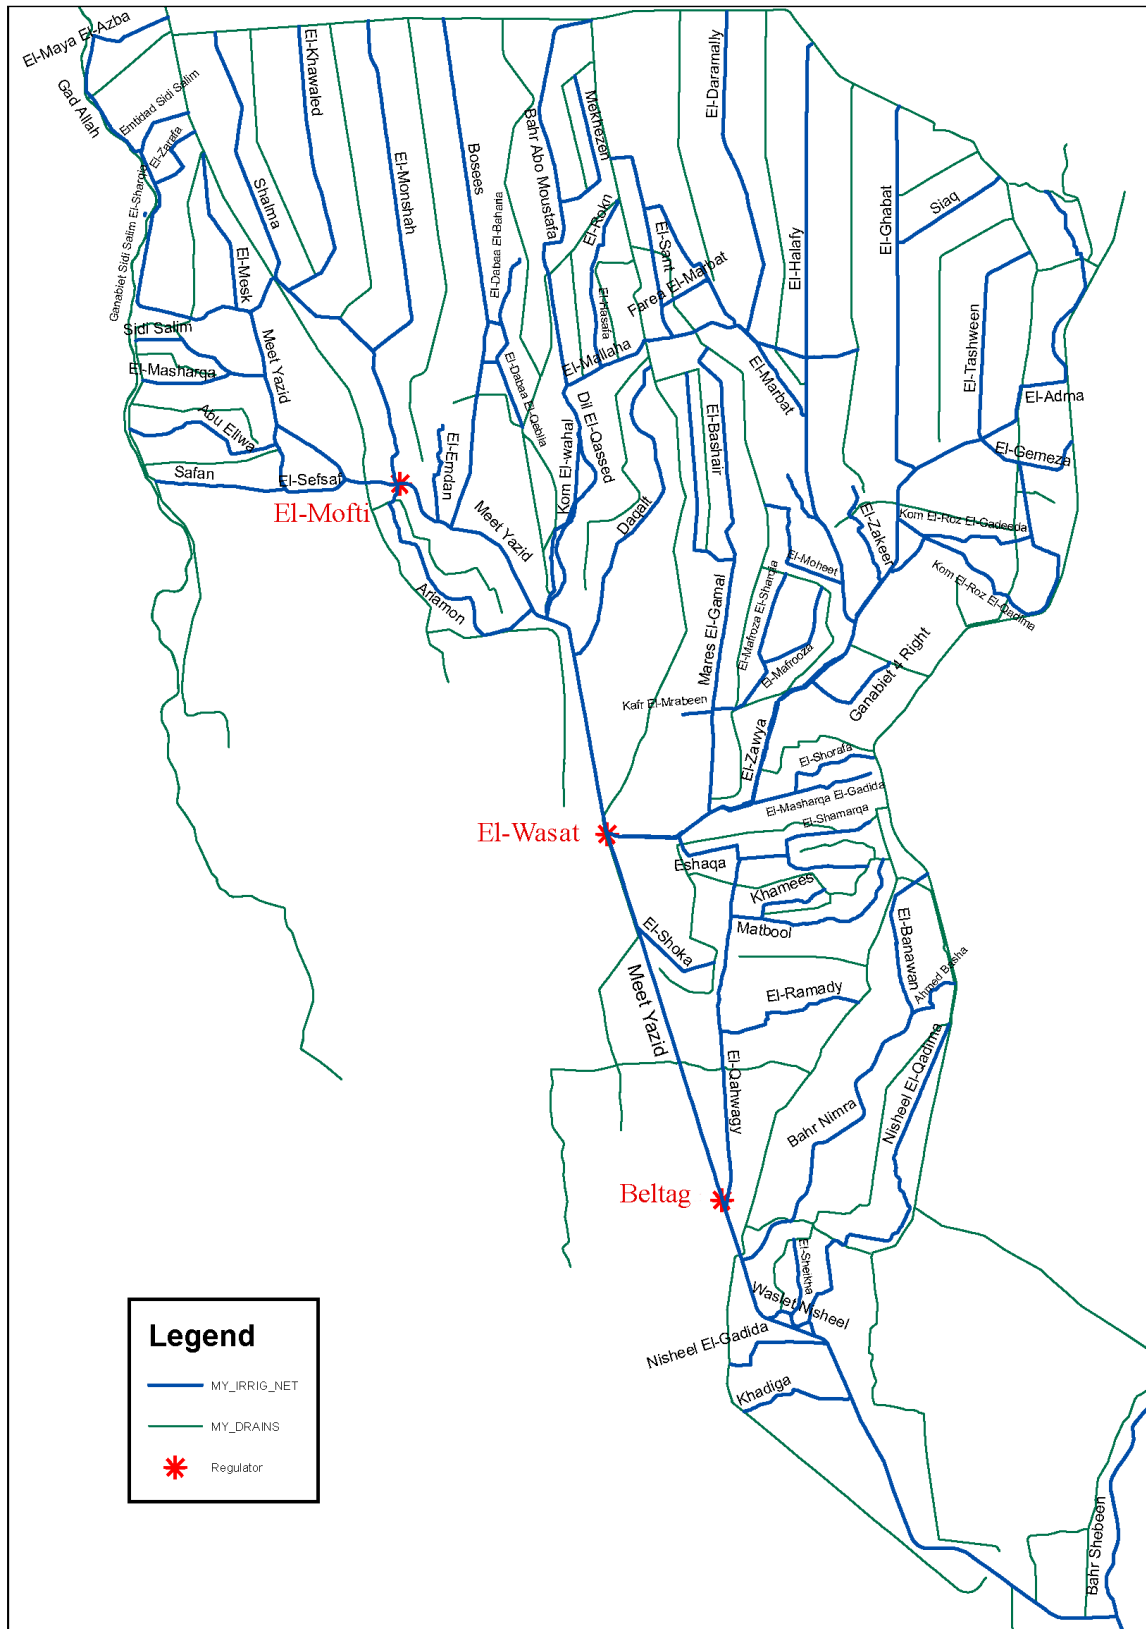 El-Maya El-Azba
Gad Allah
Emtidad Sidi Salim
El-Zarafa
Ganabiet Sidi Salim El-Sharqia
Shalma
El-Khawaled
El-Monshah
Bosees
El-Dabaa El-Baharia
Bahr Abo Moustafa
Mekhezen
El-Rokn
El-Hasafa
El-Sant
Farea El-Marbat
El-Daramally
El-Halafy
El-Ghabat
Siaq
El-Mesk
Sidi Salim
Meet Yazid
El-Masharqa
Abu Eliwa
Safan
El-Sefsaf
El-Mofti
El-Emdan
El-Dabaa El-Qeblia
El-Mallaha
Dil El-Qassed
Kom El-wahal
Daqalt
El-Bashair
El-Marbat
El-Tashween
El-Adma
El-Gemeza
Kom El-Roz El-Gadeeda
El-Zakeer
Kom El-Roz El-Qadima
Meet Yazid
Ariamon
El-Moheet
El-Mafroza El-Sharqia
El-Mafrooza
Mares El-Gamal
Kafr El-Mrabeen
Ganabiet 4 Right
El-Zawya
El-Shorafa
El-Masharqa El-Gadida
El-Shamarqa
El-Wasat
Eshaqa
Khamees
Matbool
El-Shoka
El-Banawan
Ahmed Basha
El-Ramady
Meet Yazid
El-Qahwagy
Bahr Nimra
Nisheel El-Qadima
Beltag
El-Sheikha
Waslet Nisheel
Nisheel El-Gadida
Khadiga
Bahr Shebeen
Legend
MY_IRRIG_NET
MY_DRAINS
Regulator